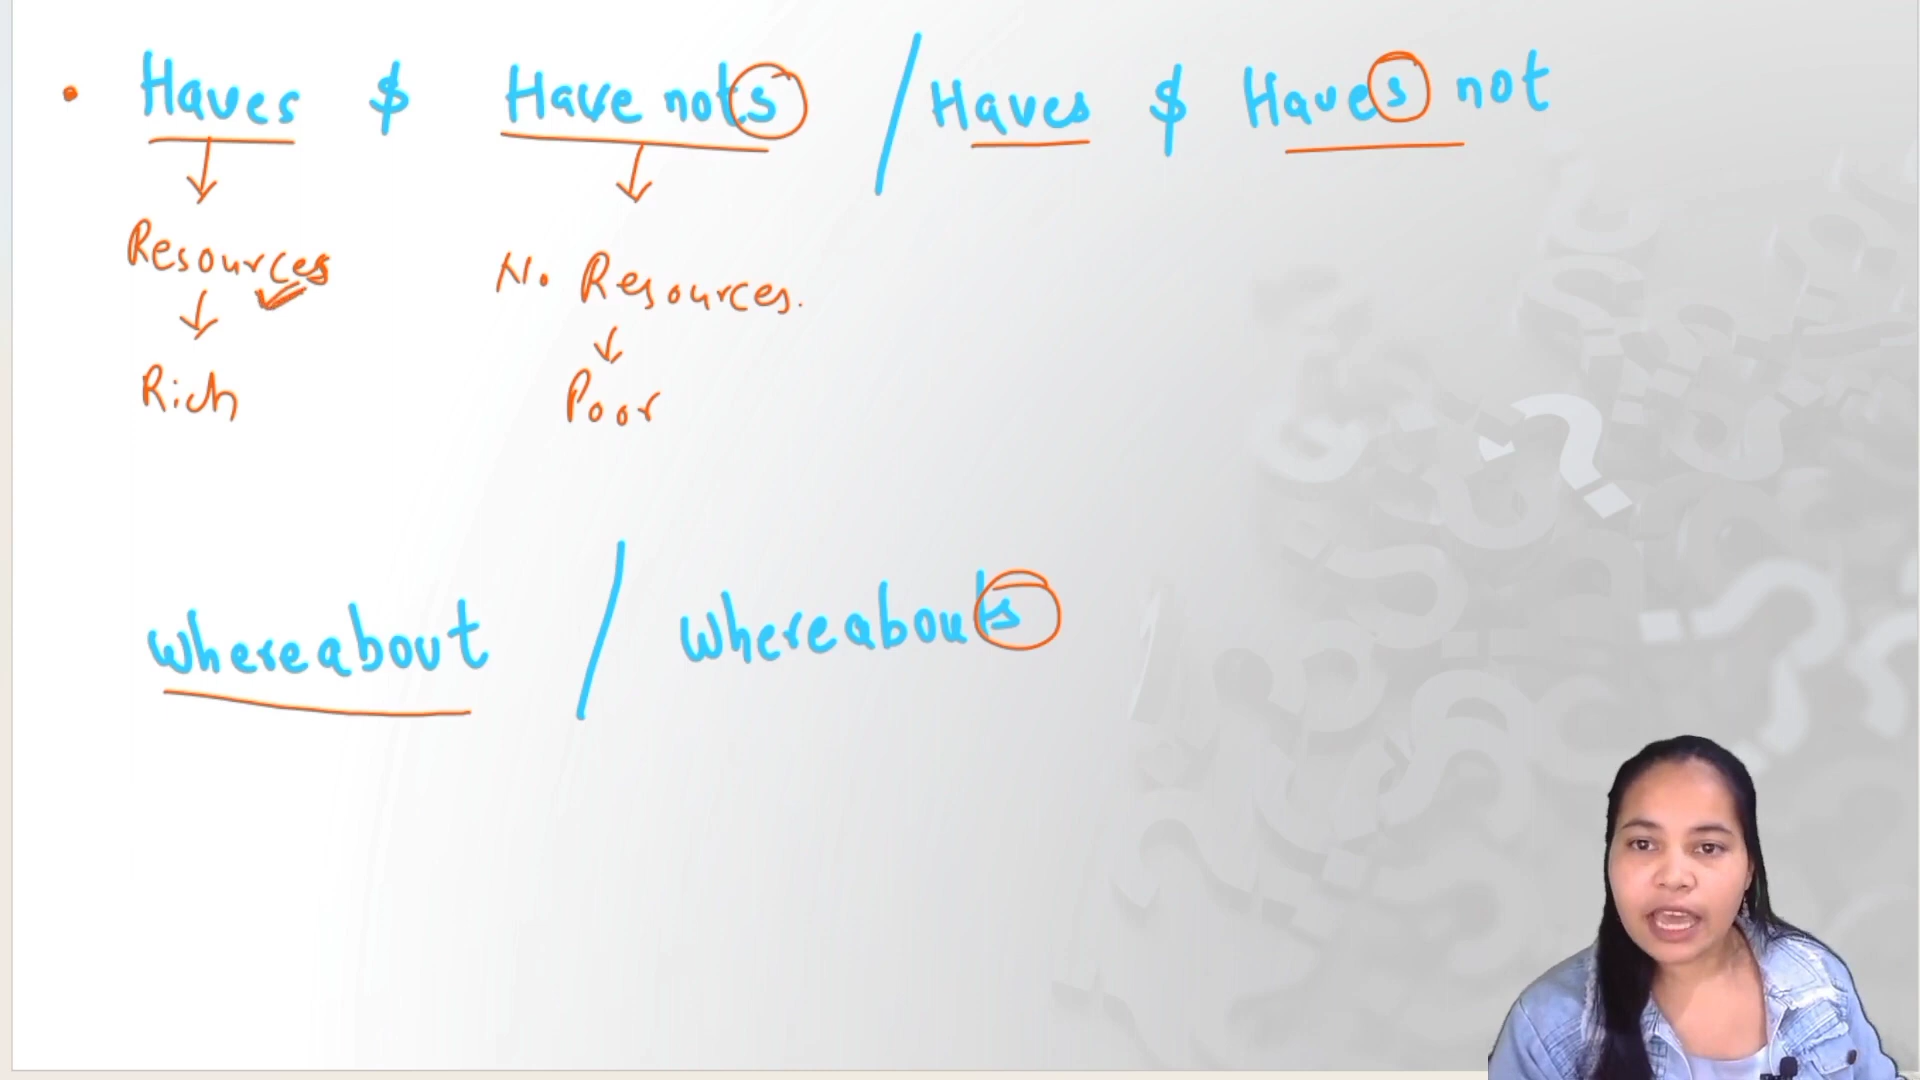 • Haves & Have nots / Haves & Haves not
Resources
No Resources.
Rich
Poor
whereabout / whereabouts